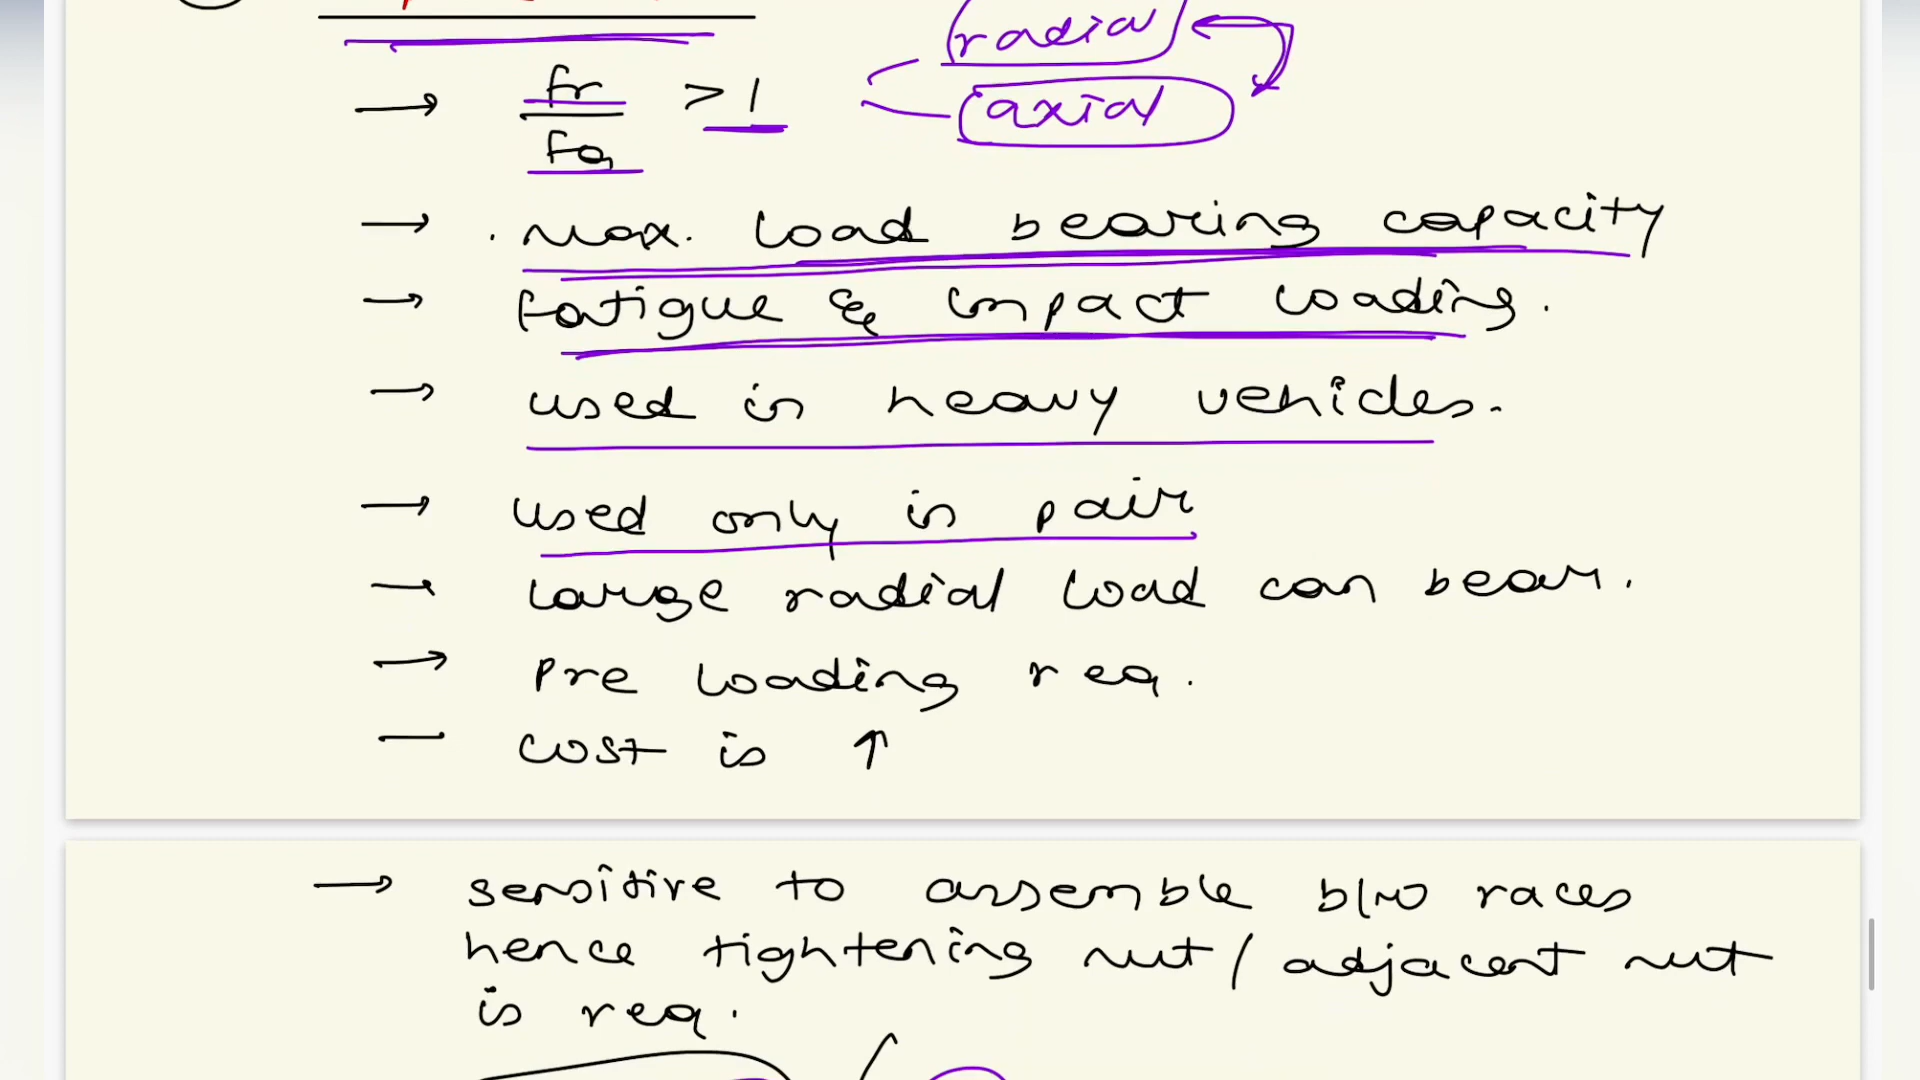 radial
→ Fr / Fa > 1
axial
→ . Max. Load bearing capacity
→ fatigue & impact loading.
→ used in heavy vehicles.
→ used only in pair
→ Large radial load can bear.
→ Pre loading req.
— cost is ↑
→ sensitive to assemble b/w races
hence tightening nut / adjacent nut
is req.